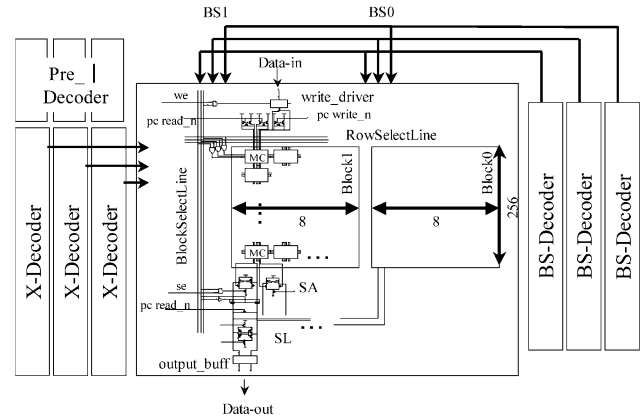 BS1
BS0
Pre_
Decoder
Data-in
we
write_driver
pc read_n
pc write_n
RowSelectLine
MC
Block1
Block0
BlockSelectLine
8
8
256
X-Decoder
X-Decoder
X-Decoder
BS-Decoder
BS-Decoder
BS-Decoder
MC
se
SA
pc read_n
SL
output_buff
Data-out